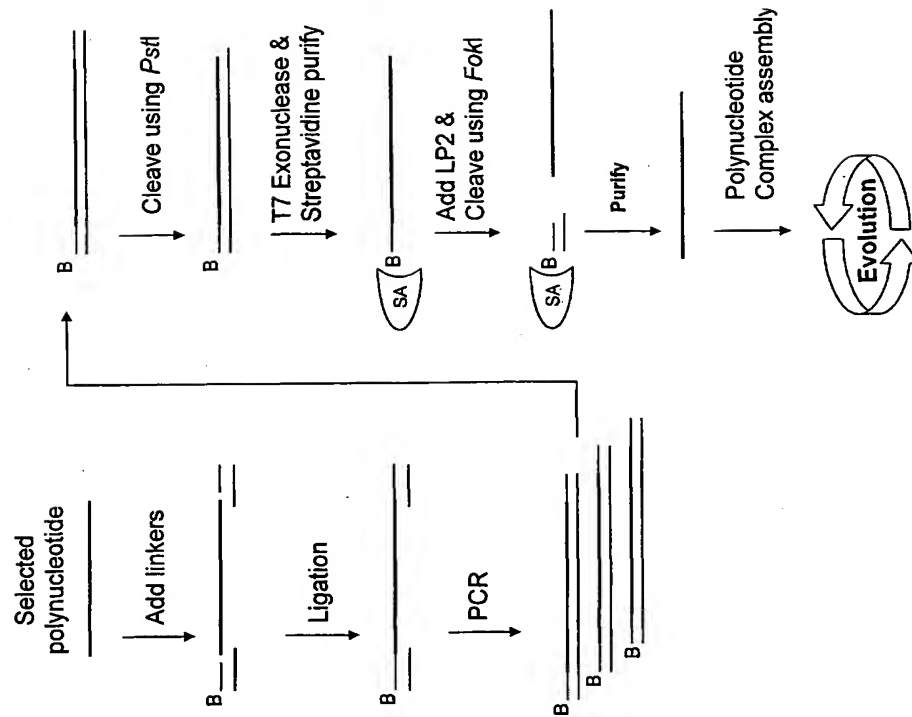 Selected
polynucleotide
Add linkers
B
Ligation
B
PCR
B
B
B
B
Cleave using PstI
B
T7 Exonuclease &
Streptavidine purify
SA
B
Add LP2 &
Cleave using FokI
SA
B
Purify
Polynucleotide
Complex assembly
Evolution